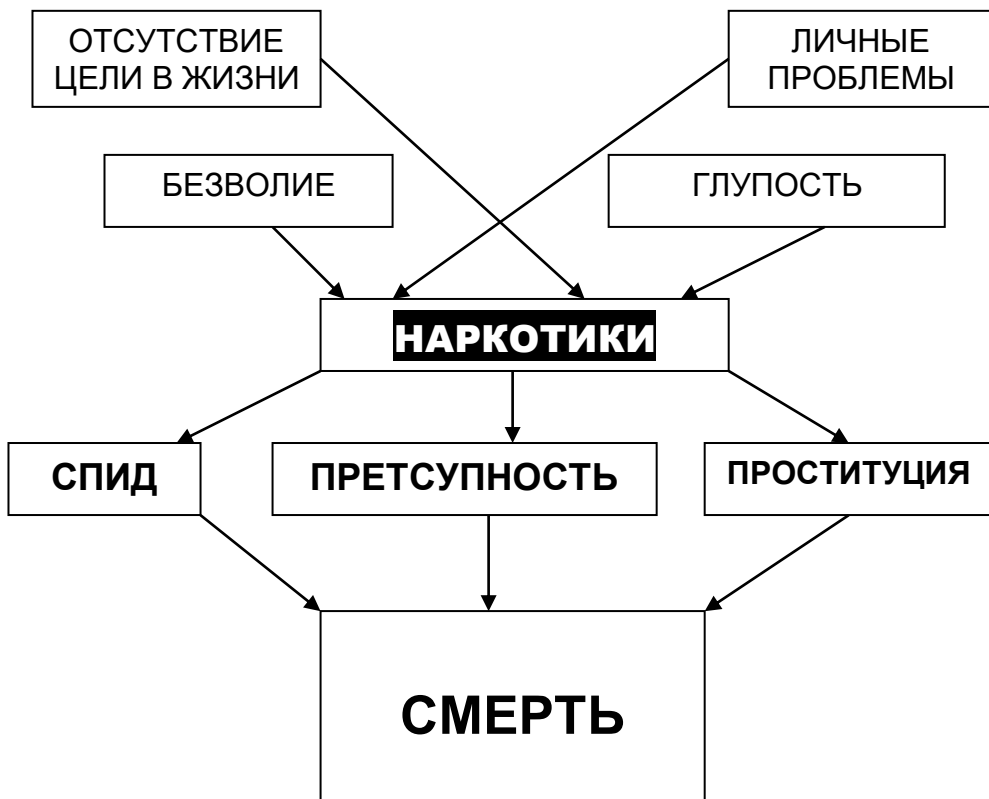 ОТСУТСТВИЕ
ЦЕЛИ В ЖИЗНИ
ЛИЧНЫЕ
ПРОБЛЕМЫ
БЕЗВОЛИЕ
ГЛУПОСТЬ
НАРКОТИКИ
СПИД
ПРЕТСУПНОСТЬ
ПРОСТИТУЦИЯ
СМЕРТЬ